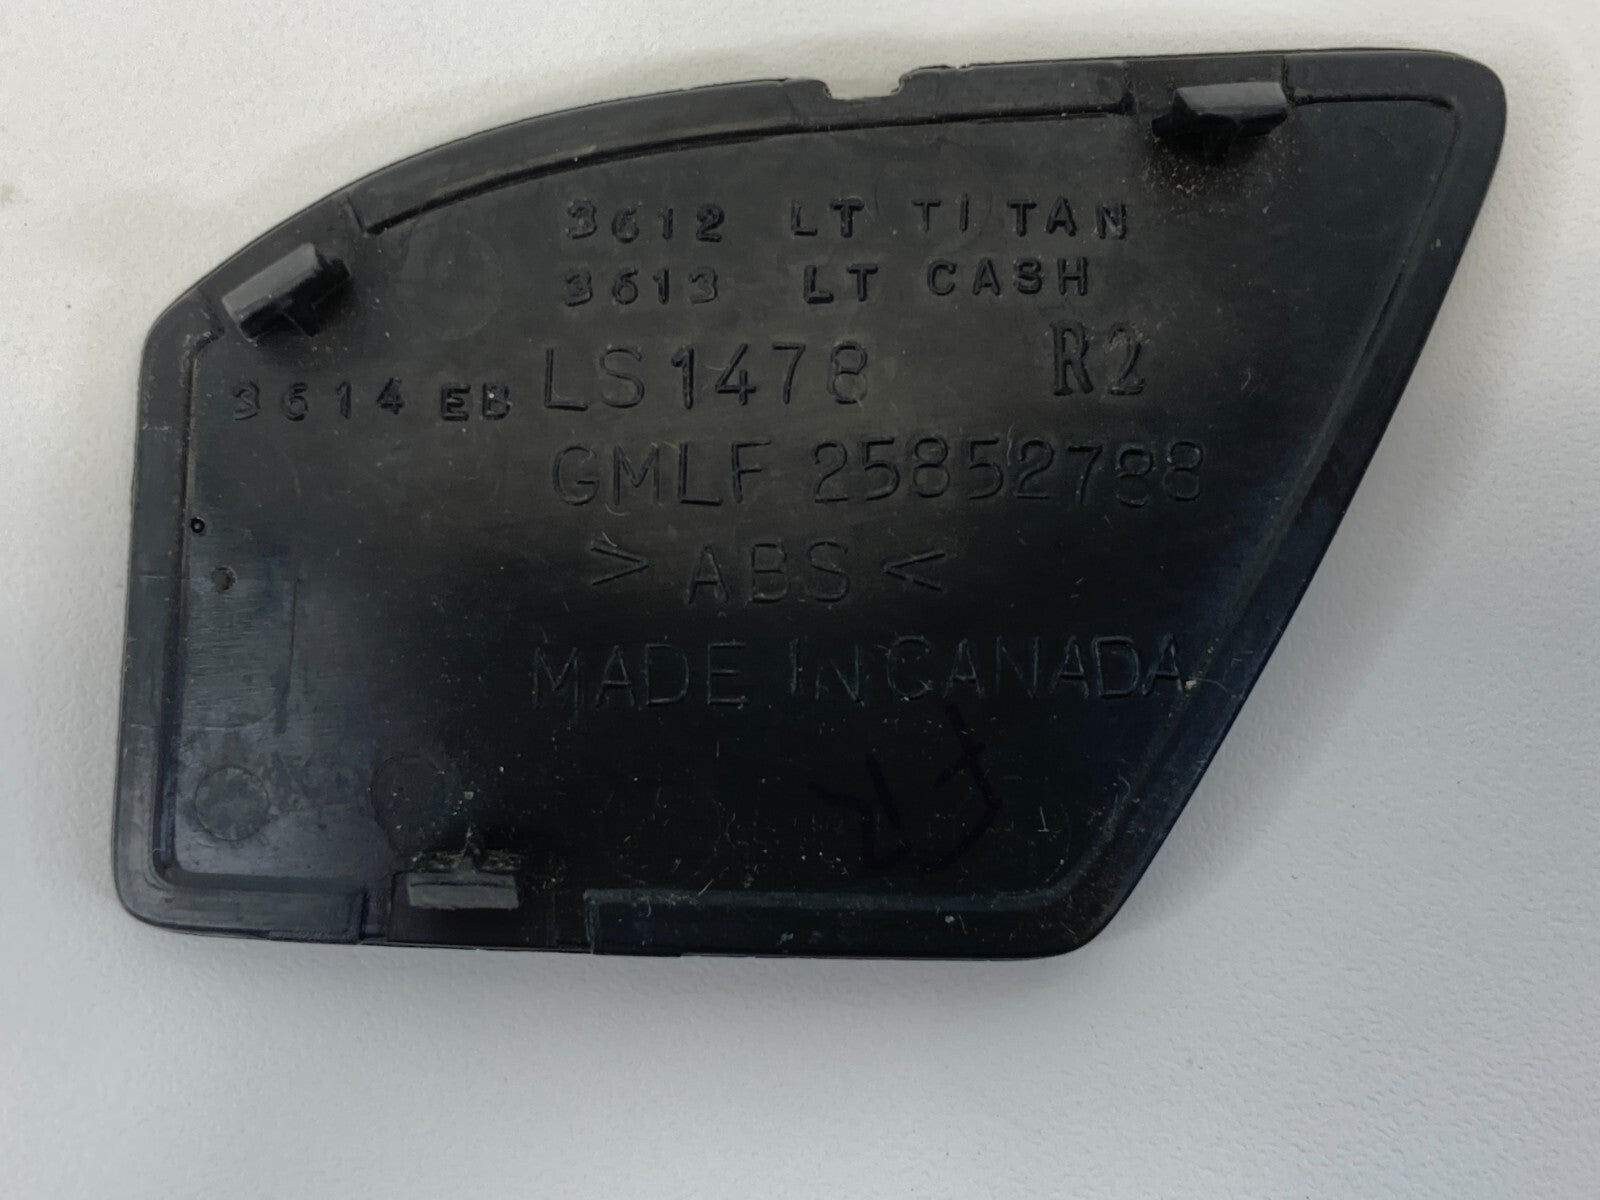 3612 LT TITAN
3613 LT CASH
3614 EB LS1478 R2
GMLF 25852788
> ABS <
MADE IN CANADA